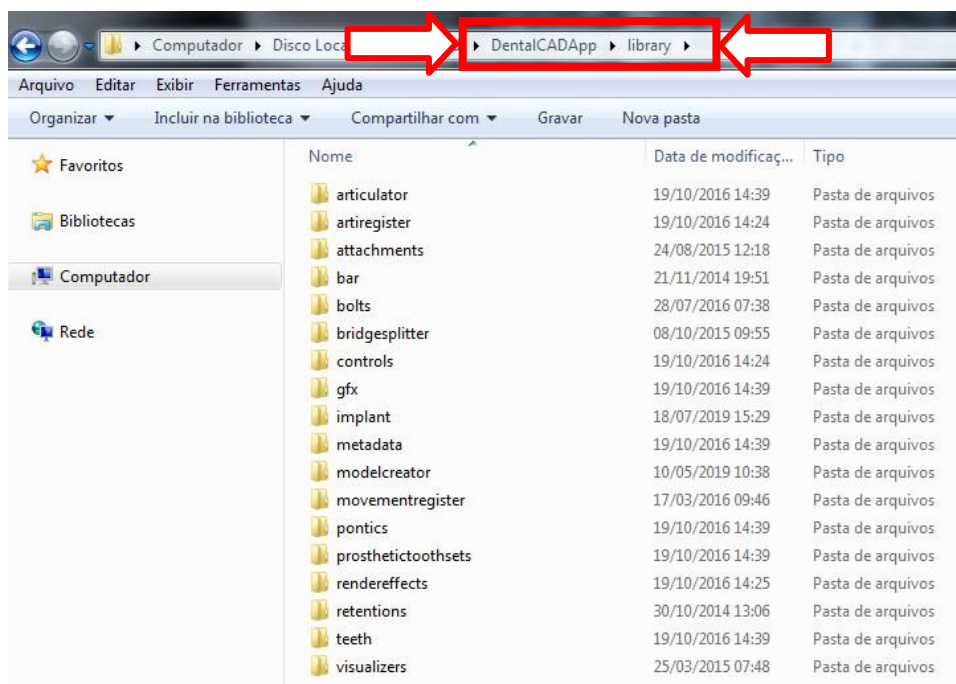 Computador Disco Loca DentalCADApp library
Arquivo Editar Exibir Ferramentas Ajuda
Organizar Incluir na biblioteca Compartilhar com Gravar Nova pasta
Favoritos
Bibliotecas
Computador
Rede
Nome Data de modificaç... Tipo
articulator 19/10/2016 14:39 Pasta de arquivos
artiregister 19/10/2016 14:24 Pasta de arquivos
attachments 24/08/2015 12:18 Pasta de arquivos
bar 21/11/2014 19:51 Pasta de arquivos
bolts 28/07/2016 07:38 Pasta de arquivos
bridgesplitter 08/10/2015 09:55 Pasta de arquivos
controls 19/10/2016 14:24 Pasta de arquivos
gfx 19/10/2016 14:39 Pasta de arquivos
implant 18/07/2019 15:29 Pasta de arquivos
metadata 19/10/2016 14:39 Pasta de arquivos
modelcreator 10/05/2019 10:38 Pasta de arquivos
movementregister 17/03/2016 09:46 Pasta de arquivos
pontics 19/10/2016 14:39 Pasta de arquivos
prosthetictoothsets 19/10/2016 14:39 Pasta de arquivos
rendereffects 19/10/2016 14:25 Pasta de arquivos
retentions 30/10/2014 13:06 Pasta de arquivos
teeth 19/10/2016 14:39 Pasta de arquivos
visualizers 25/03/2015 07:48 Pasta de arquivos